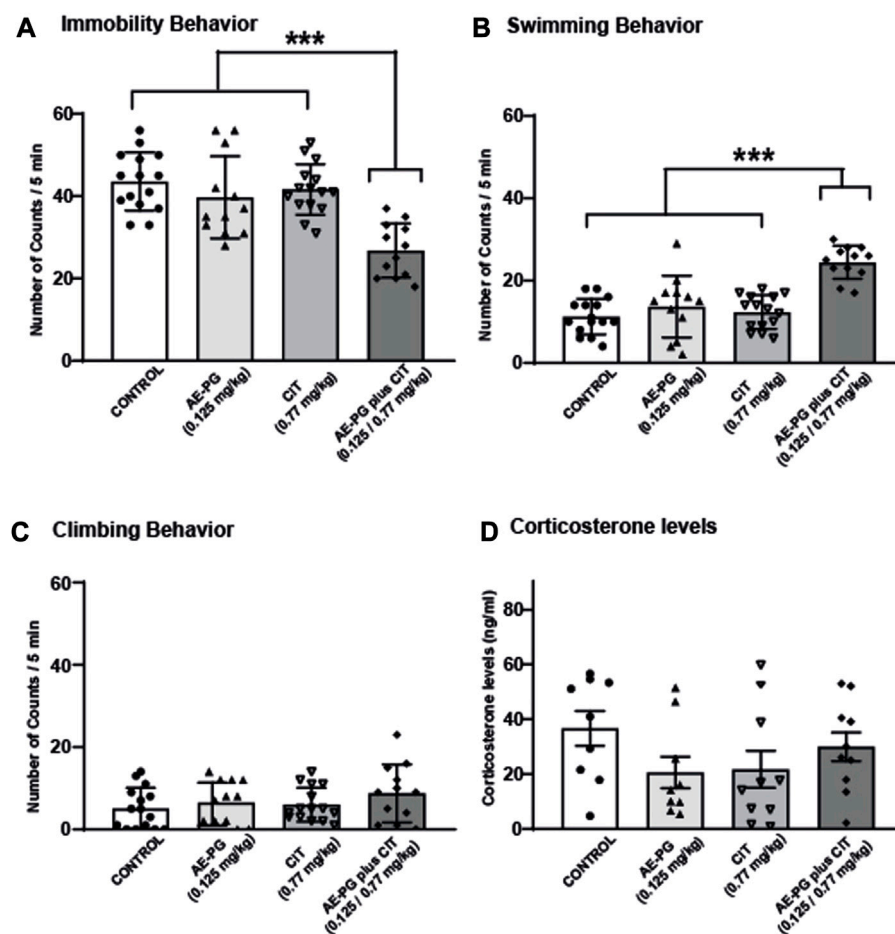 A Immobility Behavior
***
Number of Counts / 5 min
60
40
20
0
CONTROL
AE-PG
(0.125 mg/kg)
CIT
(0.77 mg/kg)
AE-PG plus CIT
(0.125 / 0.77 mg/kg)
B Swimming Behavior
***
Number of Counts / 5 min
60
40
20
0
CONTROL
AE-PG
(0.125 mg/kg)
CIT
(0.77 mg/kg)
AE-PG plus CIT
(0.125 / 0.77 mg/kg)
C Climbing Behavior
Number of Counts / 5 min
60
40
20
0
CONTROL
AE-PG
(0.125 mg/kg)
CIT
(0.77 mg/kg)
AE-PG plus CIT
(0.125 / 0.77 mg/kg)
D Corticosterone levels
Corticosterone levels (ng/ml)
80
60
40
20
0
CONTROL
AE-PG
(0.125 mg/kg)
CIT
(0.77 mg/kg)
AE-PG plus CIT
(0.125 / 0.77 mg/kg)